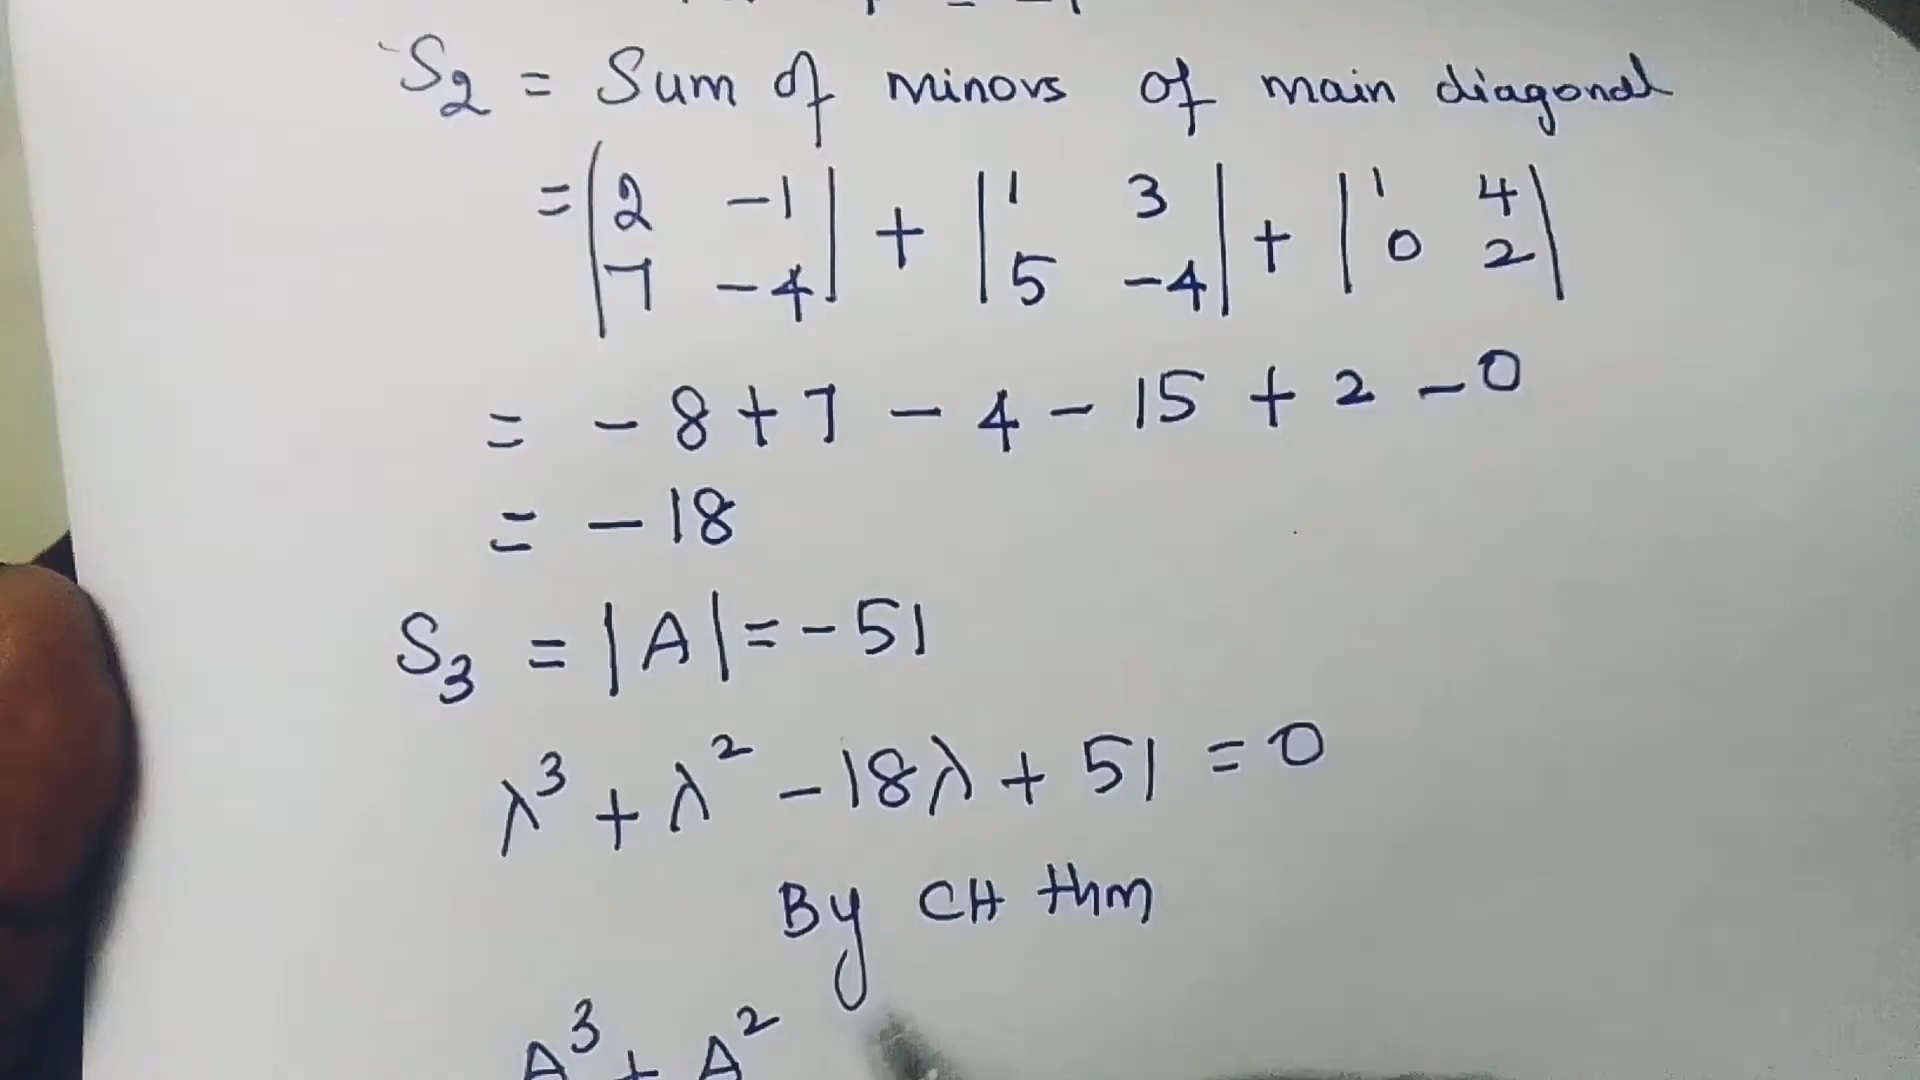 S2 = Sum of minors of main diagonal
= |2 -1| + |1 3| + |1 4|
|7 -4| |5 -4| |0 2|
= - 8 + 7 - 4 - 15 + 2 - 0
= - 18
S3 = |A| = - 51
λ³ + λ² - 18λ + 51 = 0
By CH thm
A³ + A²